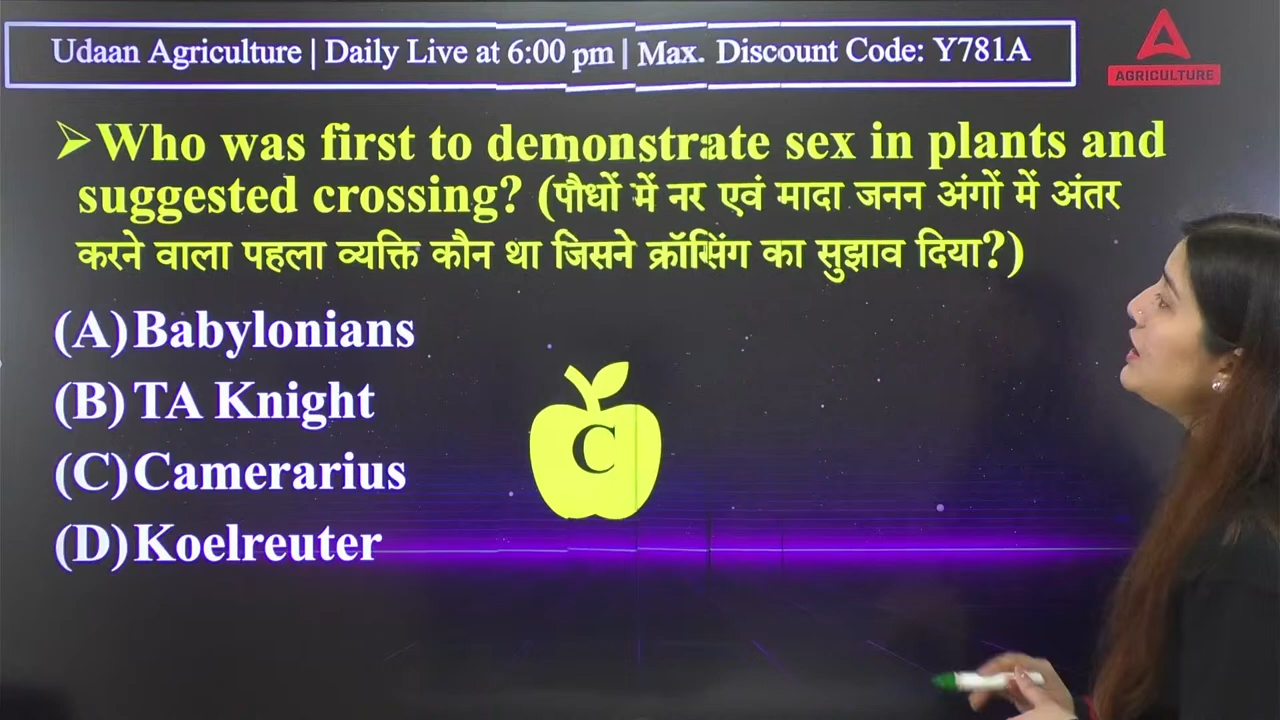 Udaan Agriculture | Daily Live at 6:00 pm | Max. Discount Code: Y781A
AGRICULTURE
➢Who was first to demonstrate sex in plants and
suggested crossing? (पौधों में नर एवं मादा जनन अंगों में अंतर
करने वाला पहला व्यक्ति कौन था जिसने क्रॉसिंग का सुझाव दिया?)
(A) Babylonians
(B) TA Knight
(C) Camerarius
(D) Koelreuter
C